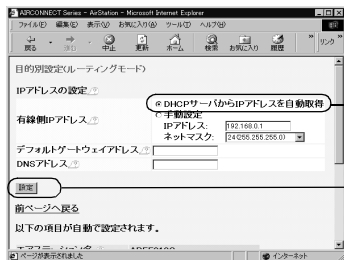 AIRCONNECT Series - AirStation - Microsoft Internet Explorer
ファイル(F) 編集(E) 表示(V) お気に入り(A) ツール(T) ヘルプ(H)
戻る 進む 中止 更新 ホーム 検索 お気に入り 履歴 » リンク »
目的別設定(ルーティングモード)
IPアドレスの設定
DHCPサーバからIPアドレスを自動取得
有線側IPアドレス
手動設定
IPアドレス: 192.168.0.1
ネットマスク: 24(255.255.255.0)
デフォルトゲートウェイアドレス
DNSアドレス
設定
前ページへ戻る
以下の項目が自動で設定されます。
ページが表示されました インターネット